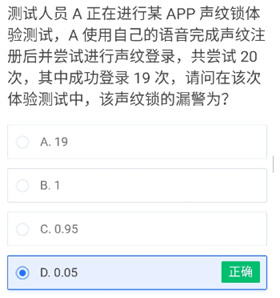 测试人员 A 正在进行某 APP 声纹锁体
验测试，A 使用自己的语音完成声纹注
册后并尝试进行声纹登录，共尝试 20
次，其中成功登录 19 次，请问在该次
体验测试中，该声纹锁的漏警为？
A. 19
B. 1
C. 0.95
D. 0.05 正确